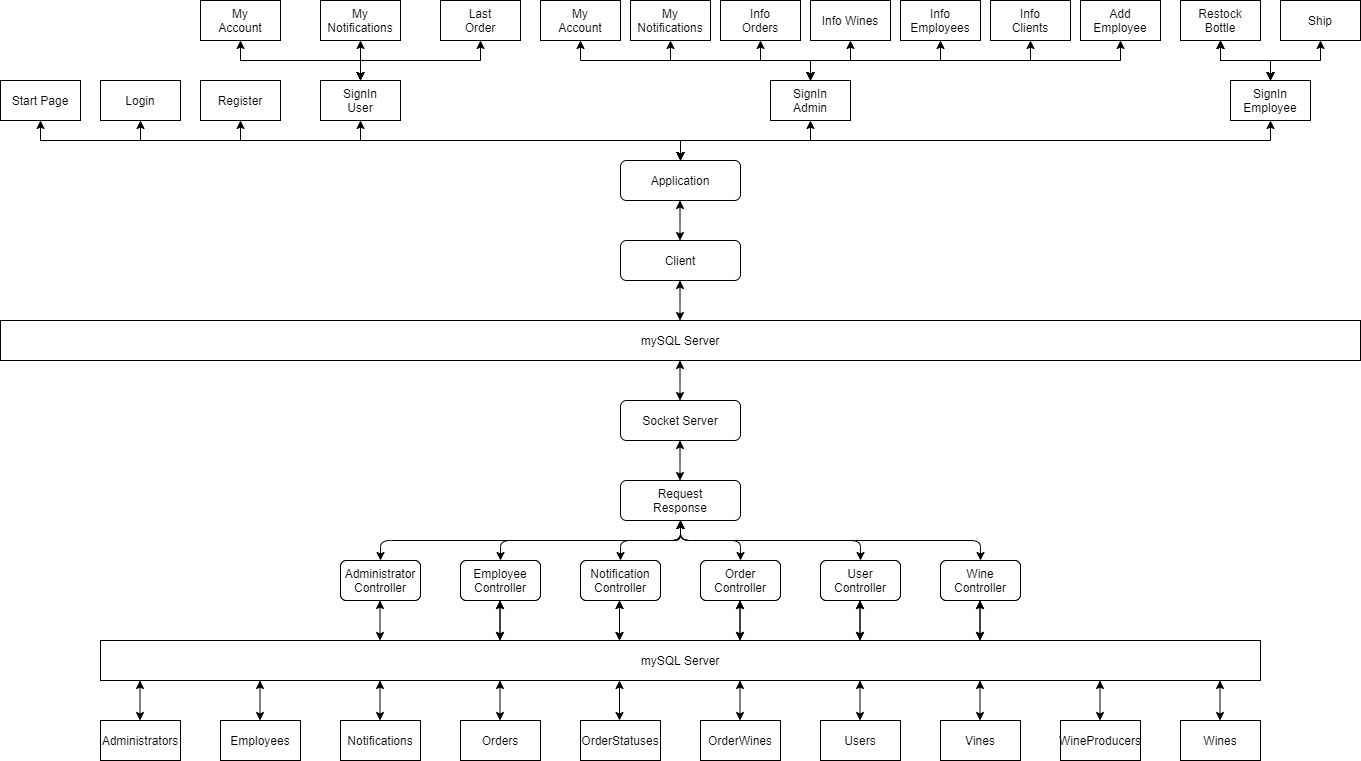 My
Account
My
Notifications
Last
Order
My
Account
My
Notifications
Info
Orders
Info Wines
Info
Employees
Info
Clients
Add
Employee
Restock
Bottle
Ship
Start Page
Login
Register
SignIn
User
SignIn
Admin
SignIn
Employee
Application
Client
mySQL Server
Socket Server
Request
Response
Administrator
Controller
Employee
Controller
Notification
Controller
Order
Controller
User
Controller
Wine
Controller
mySQL Server
Administrators
Employees
Notifications
Orders
OrderStatuses
OrderWines
Users
Vines
WineProducers
Wines